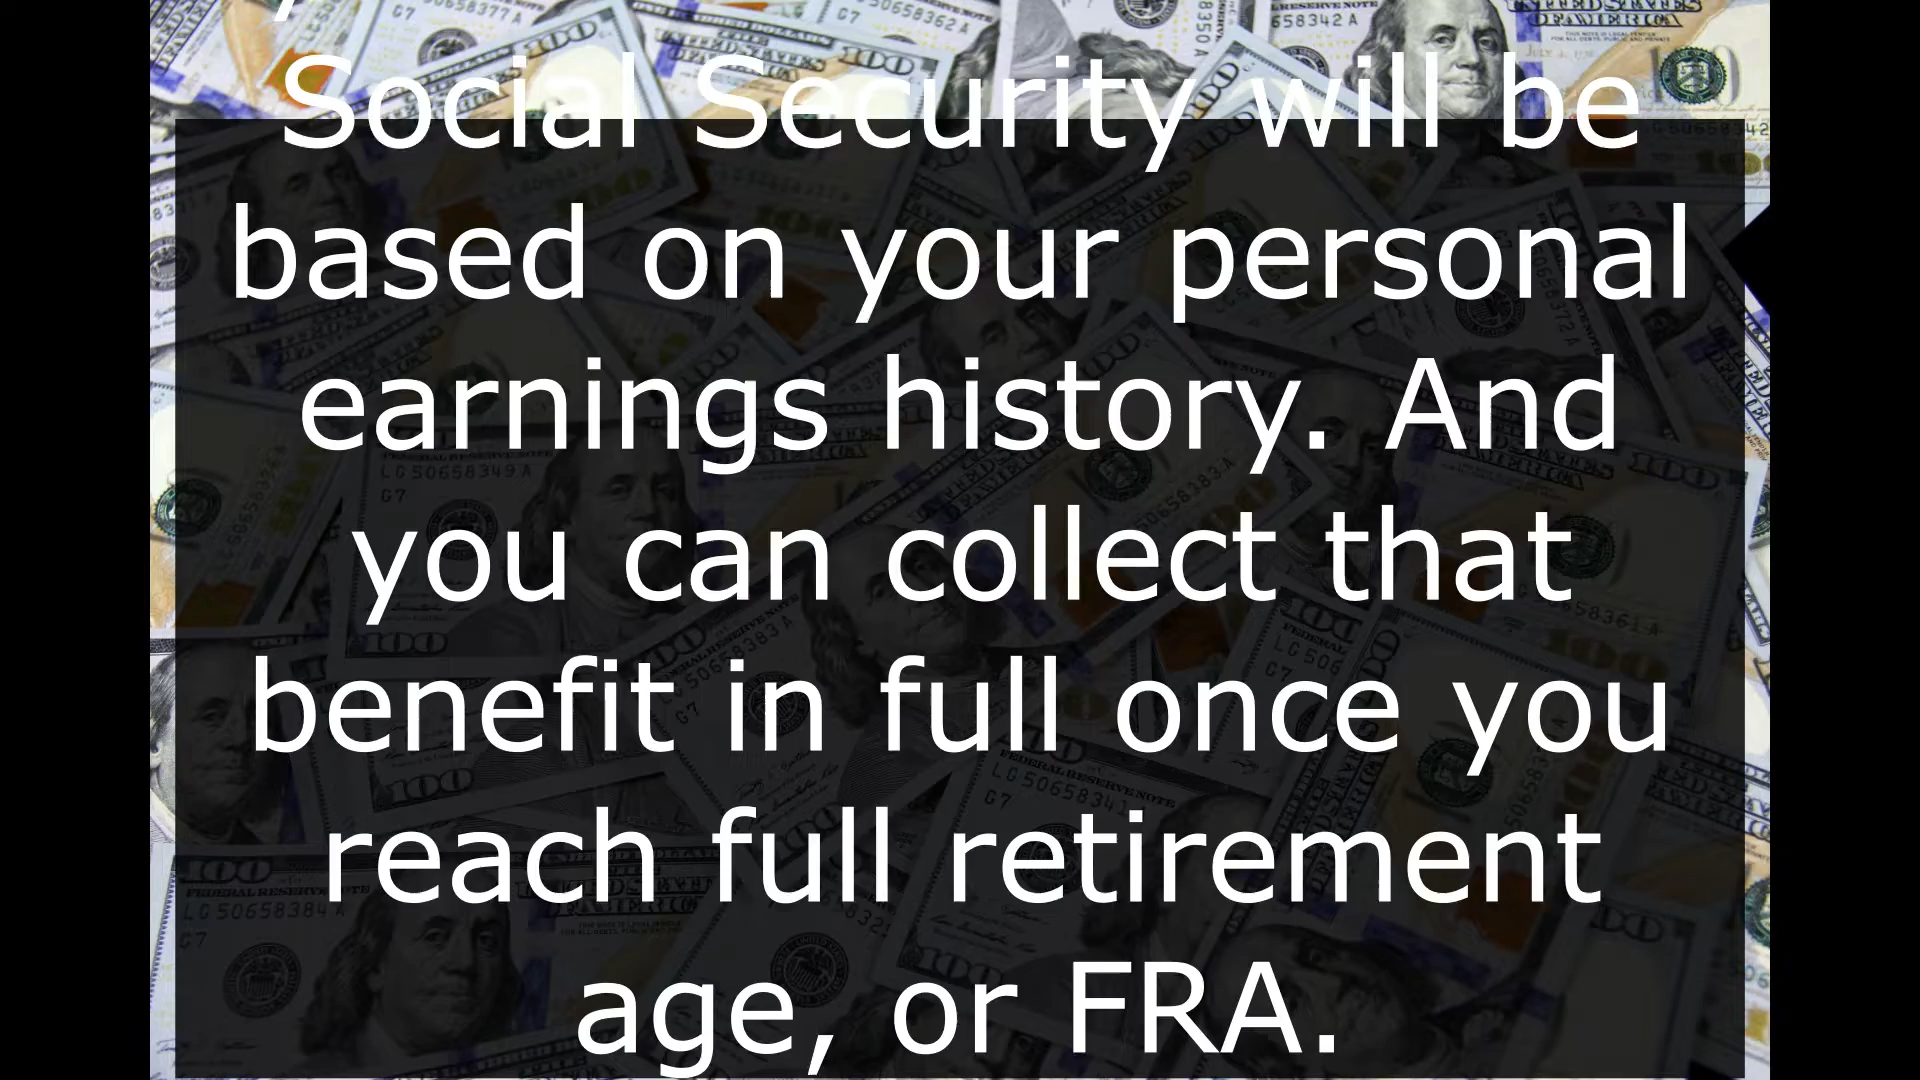 Social Security will be
based on your personal
earnings history. And
you can collect that
benefit in full once you
reach full retirement
age, or FRA.